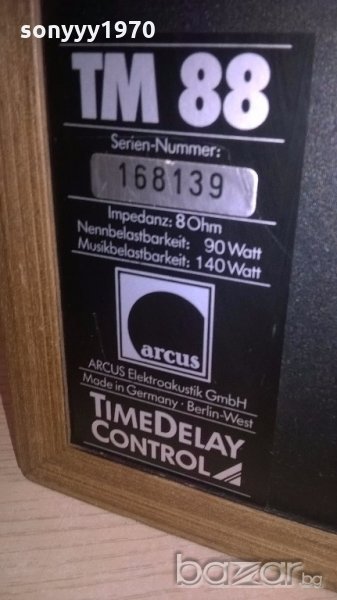 sonyyy1970
TM 88
Serien-Nummer:
168139
Impedanz: 8 Ohm
Nennbelastbarkeit: 90 Watt
Musikbelastbarkeit: 140 Watt
arcus
ARCUS Elektroakustik GmbH
Made in Germany · Berlin-West
TIMEDELAY
CONTROL
bazar.bg